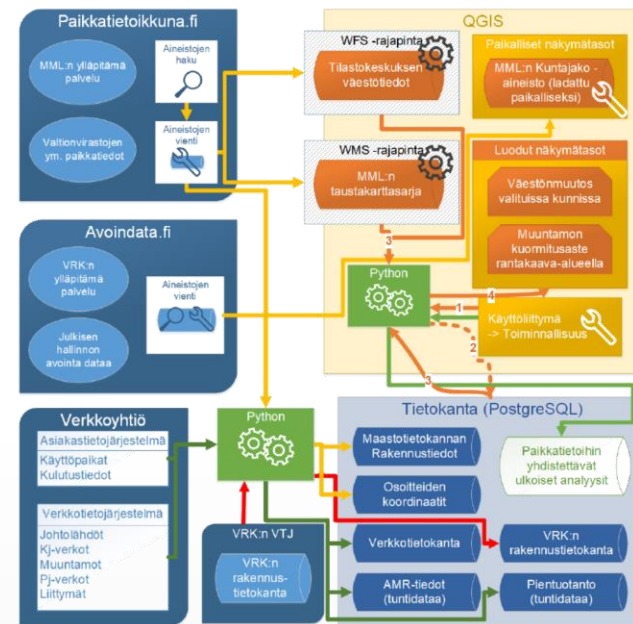 Paikkatietoikkuna.fi
MML:n ylläpitämä
palvelu
Valtionvirastojen
ym. paikkatiedot
Aineistojen
haku
Aineistojen
vienti
Avoindata.fi
VRK:n
ylläpitämä
palvelu
Julkisen
hallinnon
avointa dataa
Aineistojen
vienti
QGIS
WFS -rajapinta
Tilastokeskuksen
väestötiedot
WMS -rajapinta
MML:n
taustakarttasarja
Paikalliset näkymätasot
MML:n Kuntajako -
aineisto (ladattu
paikalliseksi)
Luodut näkymätasot
Väestönmuutos
valituissa kunnissa
Muuntamon
kuormitusaste
rantakaava-alueella
3
Python
4
1
2
3
Käyttöliittymä
-> Toiminnallisuus
Verkkoyhtiö
Asiakastietojärjestelmä
Käyttöpaikat
Kulutustiedot
Verkkotietojärjestelmä
Johtolähdöt
Kj-verkot
Muuntamot
Pj-verkot
Liittymät
Python
VRK:n VTJ
VRK:n
rakennus-
tietokanta
Tietokanta (PostgreSQL)
Maastotietokannan
Rakennustiedot
Osoitteiden
koordinaatit
Verkkotietokanta
AMR-tiedot
(tuntidataa)
Paikkatietoihin
yhdistettävät
ulkoiset analyysit
VRK:n
rakennustietokanta
Pientuotanto
(tuntidataa)